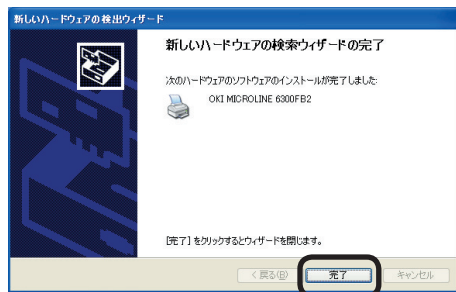 新しいハードウェアの検出ウィザード
新しいハードウェアの検索ウィザードの完了
次のハードウェアのソフトウェアのインストールが完了しました:
OKI MICROLINE 6300FB2
[完了] をクリックするとウィザードを閉じます。
< 戻る(B)
完了
キャンセル